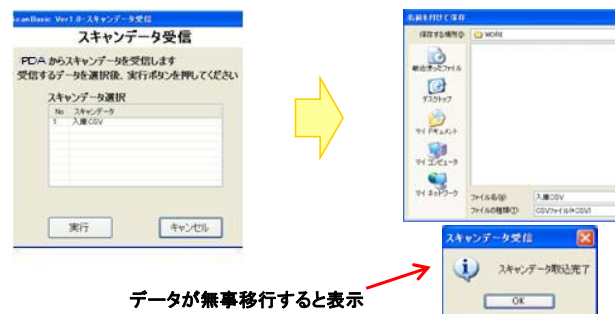 ScanBasic Ver1.0-スキャンデータ受信
スキャンデータ受信
PDAからスキャンデータを受信します
受信するデータを選択後、実行ボタンを押してください
スキャンデータ選択
No スキャンデータ
1 入庫CSV
実行
キャンセル
名前を付けて保存
保存する場所(I):
WORK
最近使ったファイル
デスクトップ
マイ ドキュメント
マイ コンピュータ
マイ ネットワーク
ファイル名(N):
入庫CSV
ファイルの種類(T):
CSVファイル(*.CSV)
スキャンデータ受信
スキャンデータ取込完了
OK
データが無事移行すると表示